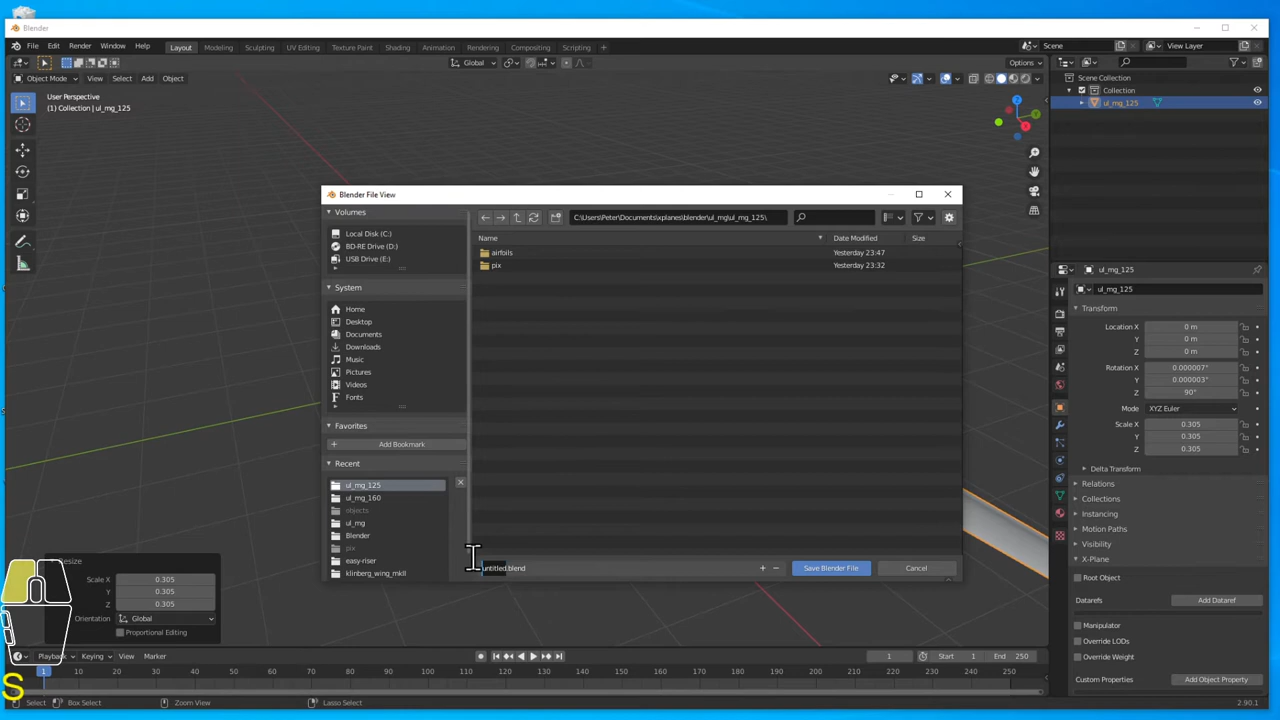 Blender
File Edit Render Window Help
Layout Modeling Sculpting UV Editing Texture Paint Shading Animation Rendering Compositing Scripting +
Scene
View Layer
Global
Options
Object Mode View Select Add Object
User Perspective
(1) Collection | ul_mg_125
Scene Collection
Collection
ul_mg_125
Blender File View
Volumes
Local Disk (C:)
BD-RE Drive (D:)
USB Drive (E:)
System
Home
Desktop
Documents
Downloads
Music
Pictures
Videos
Fonts
Favorites
Add Bookmark
Recent
ul_mg_125
ul_mg_160
objects
ul_mg
Blender
pix
easy-riser
klinberg_wing_mkII
C:\Users\Peter\Documents\xplanes\blender\ul_mg\ul_mg_125\
Name Date Modified Size
airfoils Yesterday 23:47
pix Yesterday 23:32
untitled.blend
Save Blender File
Cancel
ul_mg_125
ul_mg_125
Transform
Location X 0 m
Y 0 m
Z 0 m
Rotation X 0.000007°
Y 0.000003°
Z 90°
Mode XYZ Euler
Scale X 0.305
Y 0.305
Z 0.305
Delta Transform
Relations
Collections
Instancing
Motion Paths
Visibility
X-Plane
Root Object
Datarefs Add Dataref
Manipulator
Override LODs
Override Weight
Custom Properties Add Object Property
Resize
Scale X 0.305
Y 0.305
Z 0.305
Orientation Global
Proportional Editing
Playback Keying View Marker
1 Start 1 End 250
1 10 20 30 40 50 60 70 80 90 100 110 120 130 140 150 160 170 180 190 200 210 220 230 240 250
S
Select Box Select Zoom View Lasso Select 2.90.1